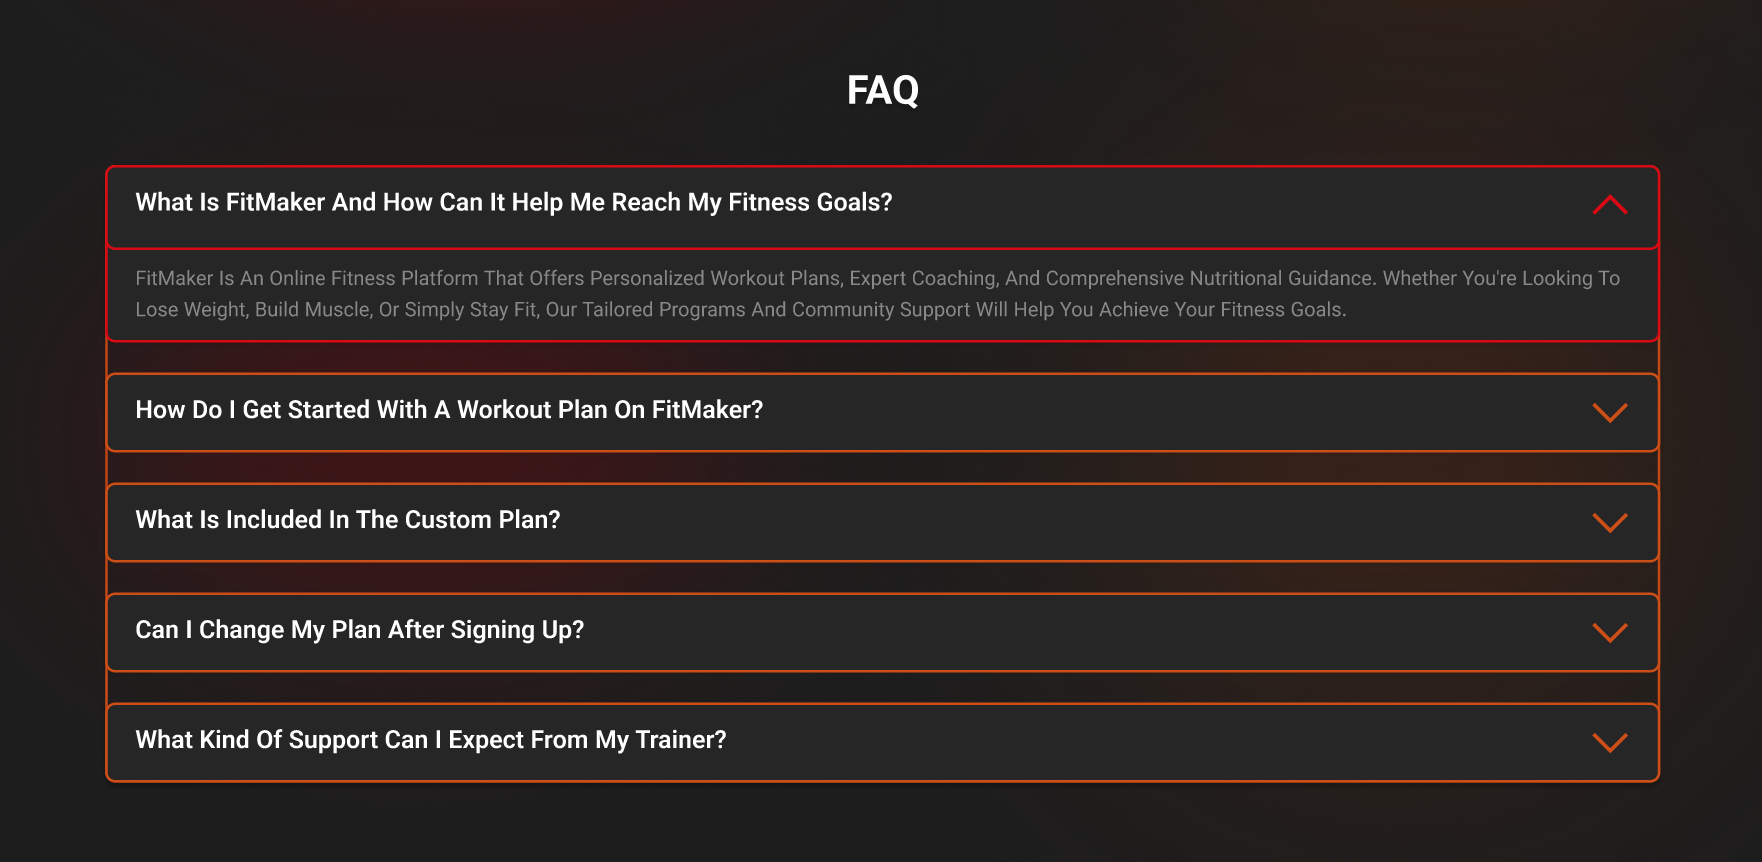 FAQ
What Is FitMaker And How Can It Help Me Reach My Fitness Goals?
FitMaker Is An Online Fitness Platform That Offers Personalized Workout Plans, Expert Coaching, And Comprehensive Nutritional Guidance. Whether You're Looking To
Lose Weight, Build Muscle, Or Simply Stay Fit, Our Tailored Programs And Community Support Will Help You Achieve Your Fitness Goals.
How Do I Get Started With A Workout Plan On FitMaker?
What Is Included In The Custom Plan?
Can I Change My Plan After Signing Up?
What Kind Of Support Can I Expect From My Trainer?